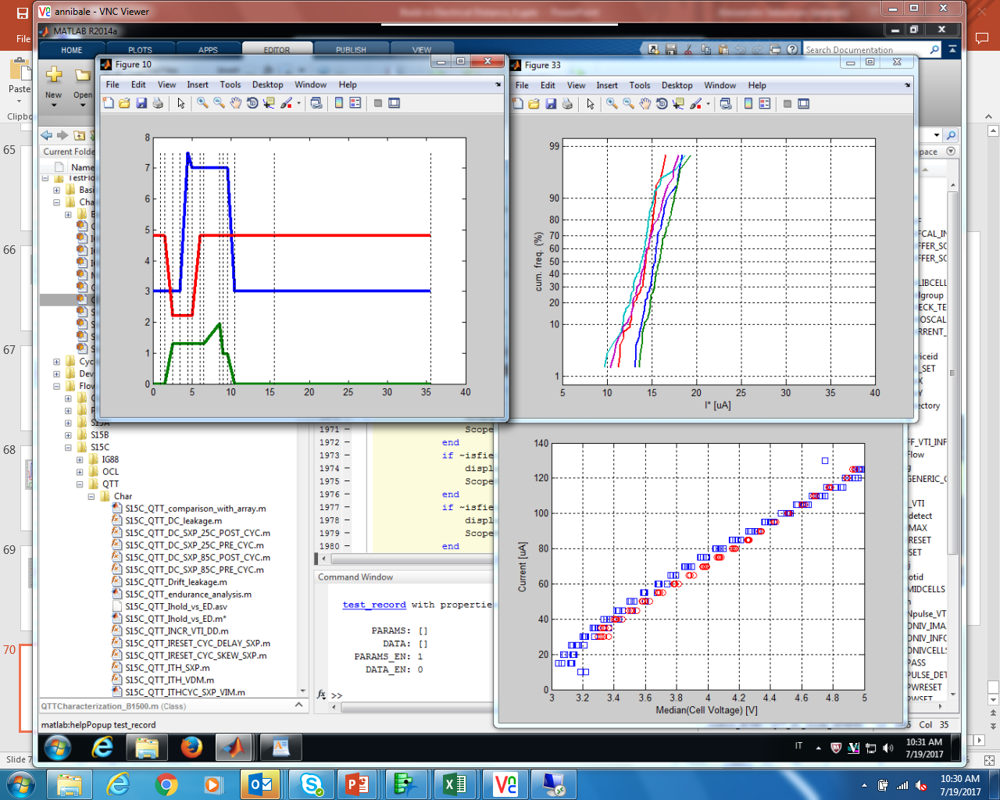 annibale - VNC Viewer
MATLAB R2014a
File
HOME PLOTS APPS EDITOR PUBLISH VIEW
Search Documentation
Paste
New
Open
Figure 10
File Edit View Insert Tools Desktop Window Help
Figure 33
File Edit View Insert Tools Desktop Window Help
65
66
67
68
69
70
Current Folde
Name
Basi
Cha
Cyc
Dev
Flow
S15B
S15C
IG88
OCL
QTT
Char
S15C_QTT_comparison_with_array.m
S15C_QTT_DC_leakage.m
S15C_QTT_DC_SXP_25C_POST_CYC.m
S15C_QTT_DC_SXP_25C_PRE_CYC.m
S15C_QTT_DC_SXP_85C_POST_CYC.m
S15C_QTT_DC_SXP_85C_PRE_CYC.m
S15C_QTT_Drift_leakage.m
S15C_QTT_endurance_analysis.m
S15C_QTT_Ihold_vs_ED.asv
S15C_QTT_Ihold_vs_ED.m*
S15C_QTT_INCR_VTI_DD.m
S15C_QTT_IRESET_CYC_DELAY_SXP.m
S15C_QTT_IRESET_CYC_SKEW_SXP.m
S15C_QTT_ITH_SXP.m
S15C_QTT_ITH_VDM.m
S15C_QTT_ITHCYC_SXP_VIM.m
QTTCharacterization_B1500.m (Class)
matlab:helpPopup test_record
8
7
6
5
4
3
2
1
0
0 5 10 15 20 25 30 35 40
99
90
80
70
60
50
40
30
20
10
1
cum. freq. (%)
5 10 15 20 25 30 35 40
I* [uA]
1971 – Scope
1972 – end
1973 – if ~isfie
1974 – displ
1975 – Scope
1976 – end
1977 – if ~isfie
1978 – displ
1979 – Scope
1980 – end
Command Window
test_record with propertie
PARAMS: []
DATA: []
PARAMS_EN: 1
DATA_EN: 0
fx >>
140
120
100
80
60
40
20
0
Current [uA]
3 3.2 3.4 3.6 3.8 4 4.2 4.4 4.6 4.8 5
Median(Cell Voltage) [V]
pace
FCAL_IN
FFER_SC
FFER_SC
LIBCELL
dgroup
ECK_TE
OSCAL
RRENT_
riceid
_SET
ectory
FF_VTI_INF
Flow
GENERIC_C
_VTI
detect
MAX
RESET
SET
otid
MIDCELLS
Npulse_VT
ONIV_IMA
ONIV_INFO
ONIVCELLS
PASS
PULSE_DET
PWRESET
PWSET
5 Col 35
IT
10:31 AM
7/19/2017
Slide 7
10:30 AM
7/19/2017